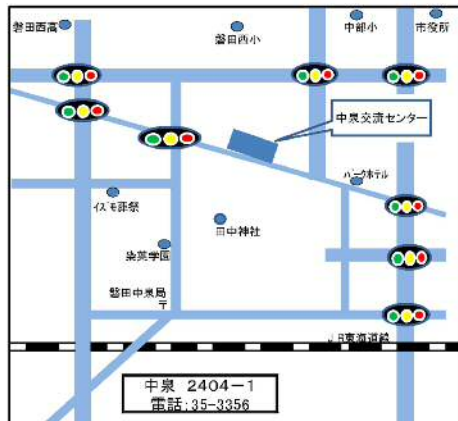 磐田西高
磐田西小
中部小
市役所
中泉交流センター
パークホテル
イズモ葬祭
田中神社
染葉学園
磐田中泉局
〒
JR東海道線
中泉 2404-1
電話:35-3356